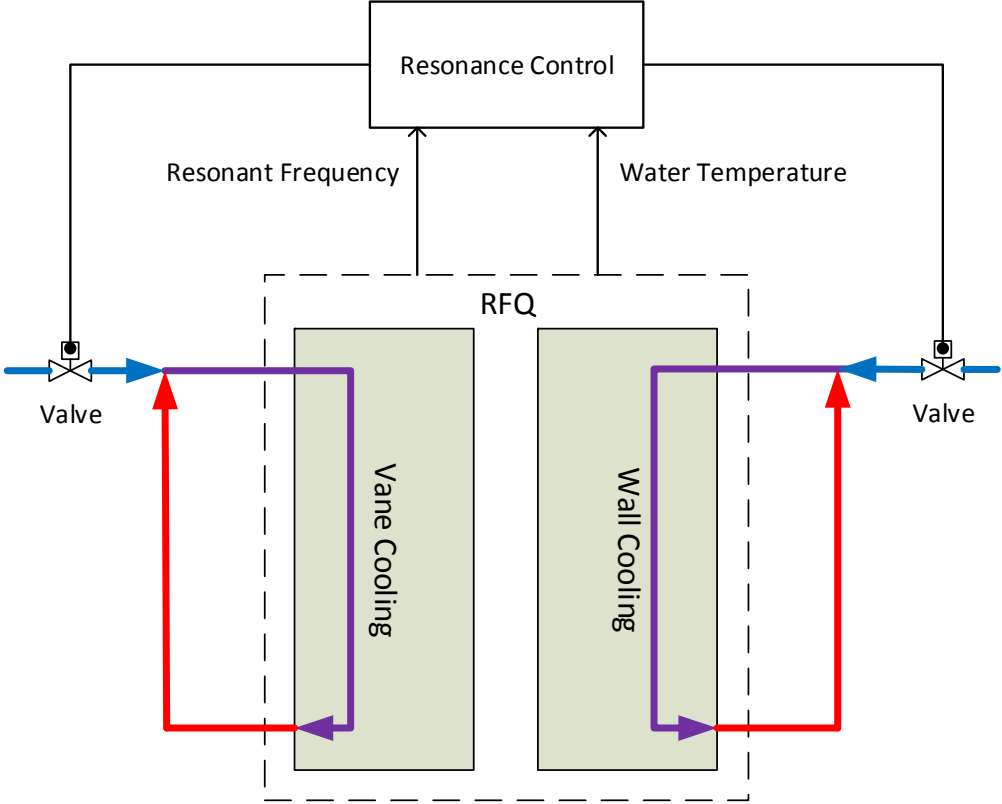 Resonance Control
Resonant Frequency
Water Temperature
RFQ
Valve
Valve
Vane Cooling
Wall Cooling